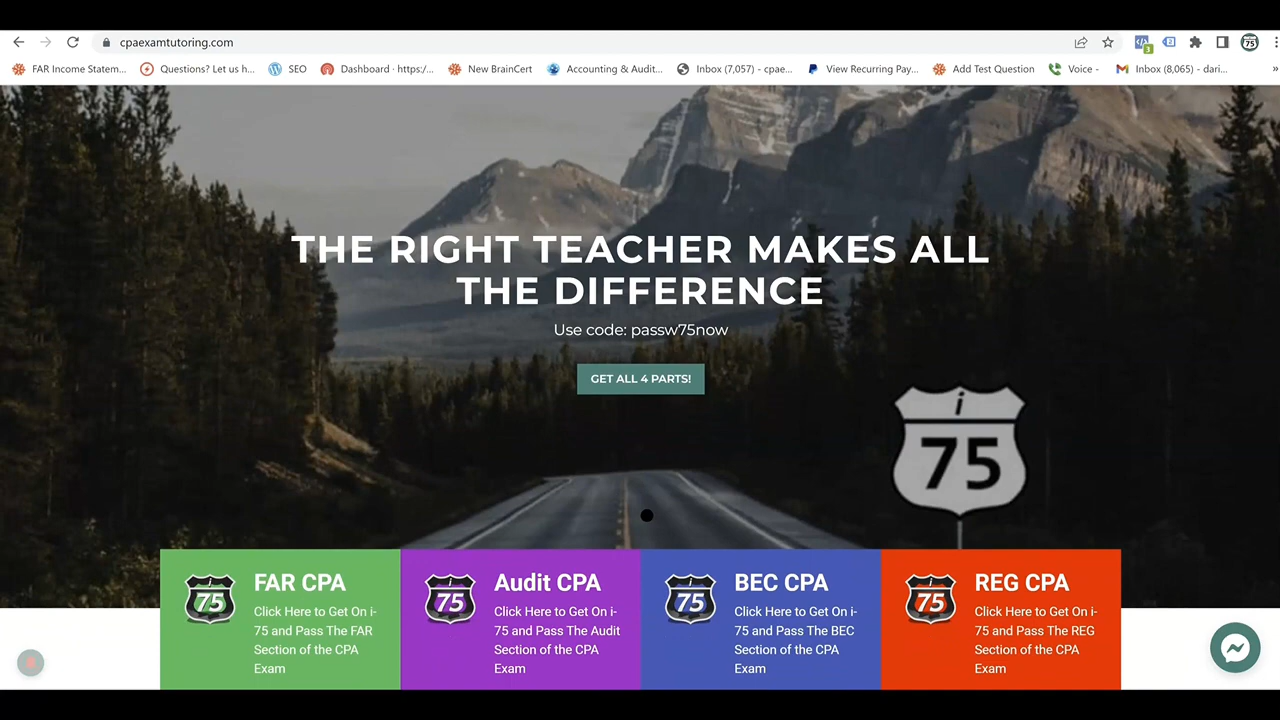 cpaexamtutoring.com
FAR Income Statem... Questions? Let us h... SEO Dashboard · https:/... New BrainCert Accounting & Audit... Inbox (7,057) - cpae... View Recurring Pay... Add Test Question Voice - Inbox (8,065) - dari... »
THE RIGHT TEACHER MAKES ALL
THE DIFFERENCE
Use code: passw75now
GET ALL 4 PARTS!
i
75
i
75
FAR CPA
Click Here to Get On i-
75 and Pass The FAR
Section of the CPA
Exam
i
75
Audit CPA
Click Here to Get On i-
75 and Pass The Audit
Section of the CPA
Exam
i
75
BEC CPA
Click Here to Get On i-
75 and Pass The BEC
Section of the CPA
Exam
i
75
REG CPA
Click Here to Get On i-
75 and Pass The REG
Section of the CPA
Exam